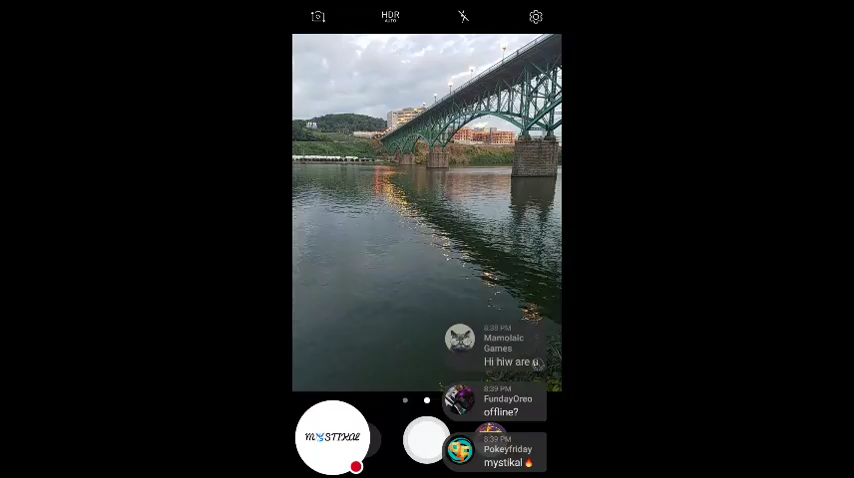 HDR
AUTO
8:38 PM
Mamolaic
Games
Hi hiw are u
8:39 PM
FundayOreo
offline?
8:39 PM
Pokeyfriday
mystikal🔥
MYSTIKAL